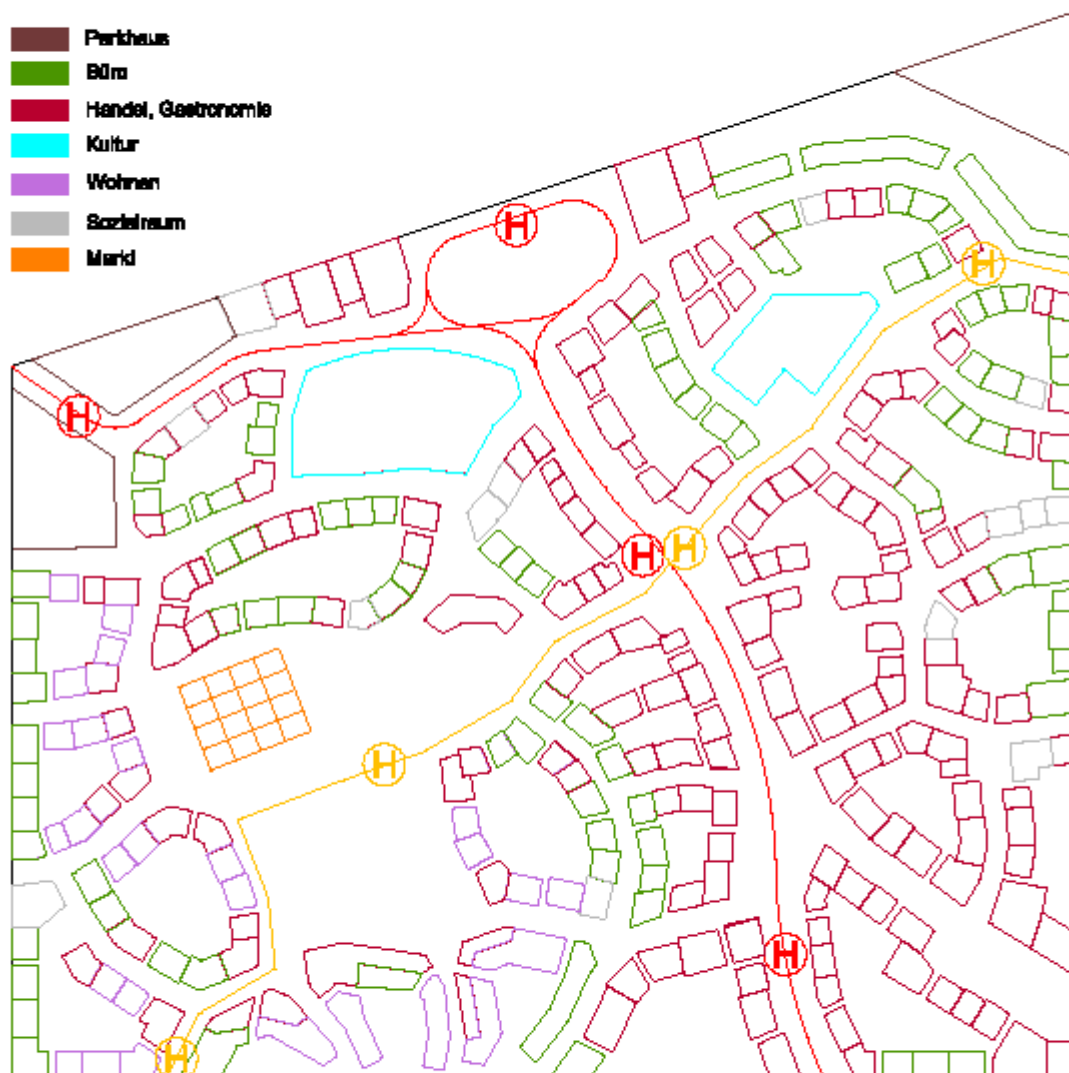 Parkhaus
Büro
Handel, Gastronomie
Kultur
Wohnen
Sozialraum
Markt
H
H
H
H
H
H
H
H